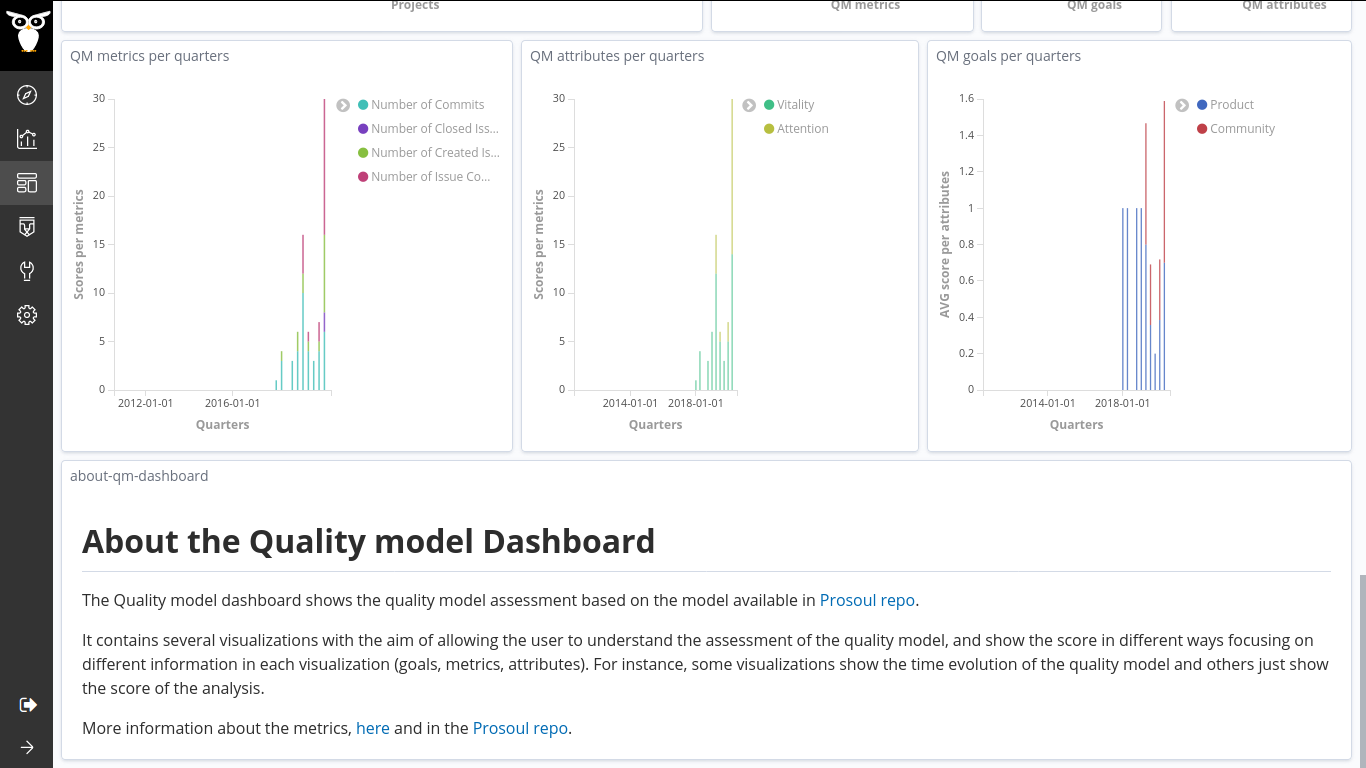 Projects
QM metrics
QM goals
QM attributes
QM metrics per quarters
30
25
20
15
10
5
0
Scores per metrics
2012-01-01
2016-01-01
Quarters
Number of Commits
Number of Closed Iss...
Number of Created Is...
Number of Issue Co...
QM attributes per quarters
30
25
20
15
10
5
0
Scores per metrics
2014-01-01
2018-01-01
Quarters
Vitality
Attention
QM goals per quarters
1.6
1.4
1.2
1
0.8
0.6
0.4
0.2
0
AVG score per attributes
2014-01-01
2018-01-01
Quarters
Product
Community
about-qm-dashboard
About the Quality model Dashboard
The Quality model dashboard shows the quality model assessment based on the model available in Prosoul repo.
It contains several visualizations with the aim of allowing the user to understand the assessment of the quality model, and show the score in different ways focusing on
different information in each visualization (goals, metrics, attributes). For instance, some visualizations show the time evolution of the quality model and others just show
the score of the analysis.
More information about the metrics, here and in the Prosoul repo.